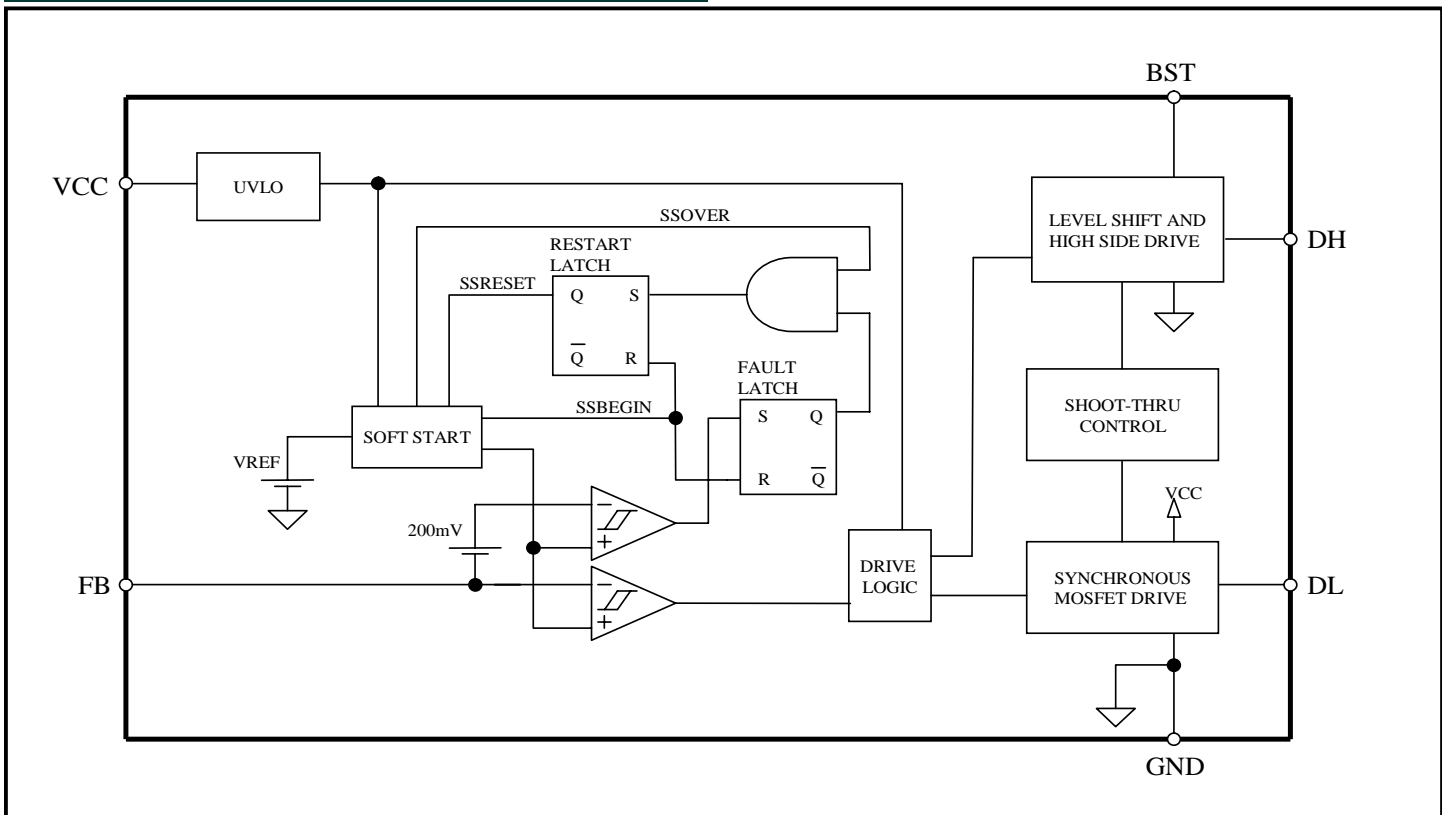 BST
VCC
UVLO
SSOVER
LEVEL SHIFT AND
HIGH SIDE DRIVE
DH
RESTART
LATCH
SSRESET
Q S
Q R
FAULT
LATCH
SSBEGIN
S Q
R Q
SOFT START
VREF
SHOOT-THRU
CONTROL
VCC
200mV
−
+
FB
−
+
DRIVE
LOGIC
SYNCHRONOUS
MOSFET DRIVE
DL
GND